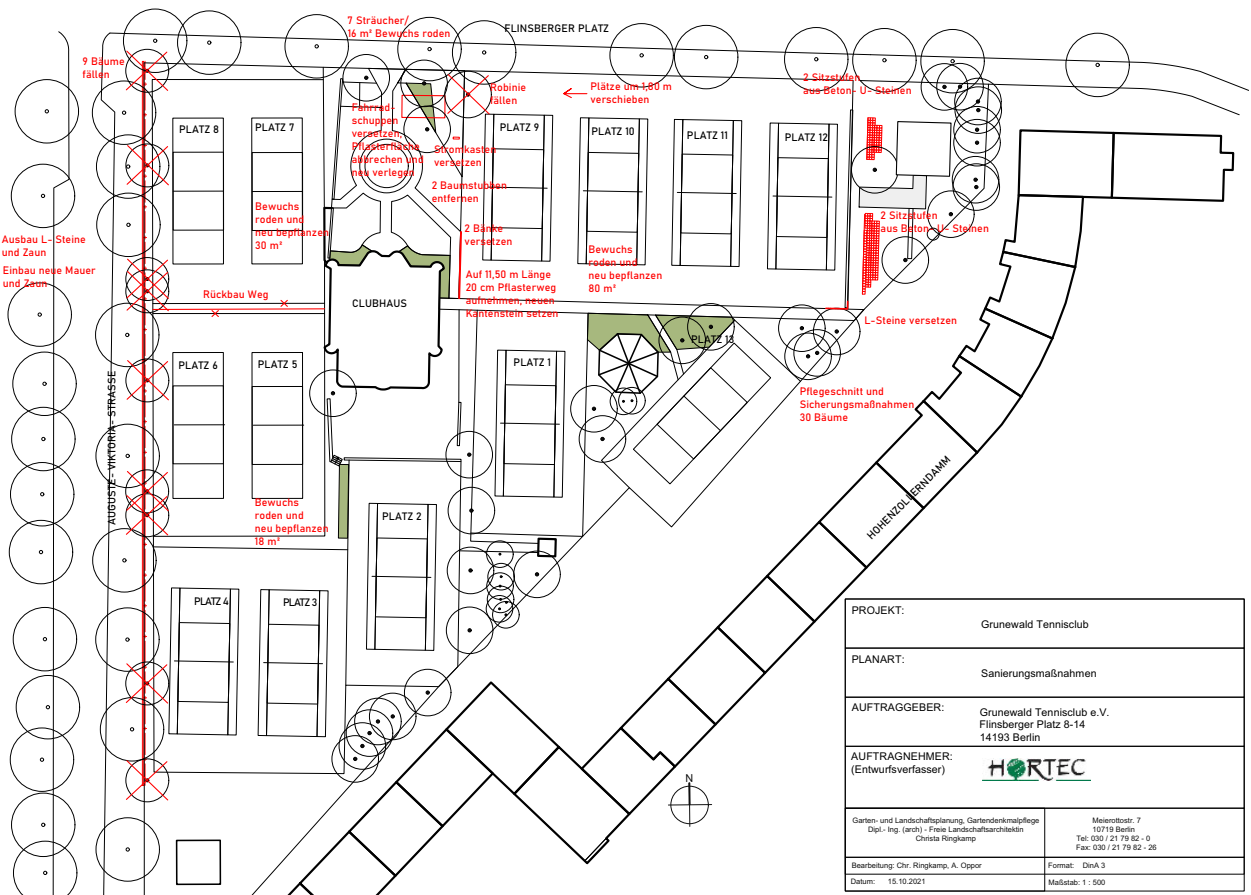 7 Sträucher/
16 m² Bewuchs roden
FLINSBERGER PLATZ
9 Bäume
fällen
Robinie
fällen
Plätze um 1,80 m
verschieben
2 Sitzstufen
aus Beton- U- Steinen
Fahrrad-
schuppen
versetzen,
Pflasterfläche
abbrechen und
neu verlegen
PLATZ 8
PLATZ 7
PLATZ 9
PLATZ 10
PLATZ 11
PLATZ 12
Stromkasten
versetzen
2 Baumstubben
entfernen
Bewuchs
roden und
neu bepflanzen
30 m²
2 Bänke
versetzen
2 Sitzstufen
aus Beton- U- Steinen
Ausbau L- Steine
und Zaun
Einbau neue Mauer
und Zaun
Bewuchs
roden und
neu bepflanzen
80 m²
Auf 11,50 m Länge
20 cm Pflasterweg
aufnehmen, neuen
Kantenstein setzen
Rückbau Weg
CLUBHAUS
L-Steine versetzen
PLATZ 13
PLATZ 6
PLATZ 5
PLATZ 1
Pflegeschnitt und
Sicherungsmaßnahmen
30 Bäume
AUGUSTE- VIKTORIA- STRASSE
HOHENZOLLERNDAMM
Bewuchs
roden und
neu bepflanzen
18 m²
PLATZ 2
PLATZ 4
PLATZ 3
N
PROJEKT:
Grunewald Tennisclub
PLANART:
Sanierungsmaßnahmen
AUFTRAGGEBER:
Grunewald Tennisclub e.V.
Flinsberger Platz 8-14
14193 Berlin
AUFTRAGNEHMER:
(Entwurfsverfasser)
HORTEC
Garten- und Landschaftsplanung, Gartendenkmalpflege
Dipl.- Ing. (arch) - Freie Landschaftsarchitektin
Christa Ringkamp
Meierottostr. 7
10719 Berlin
Tel: 030 / 21 79 82 - 0
Fax: 030 / 21 79 82 - 26
Bearbeitung: Chr. Ringkamp, A. Oppor
Format: DinA 3
Datum: 15.10.2021
Maßstab: 1 : 500